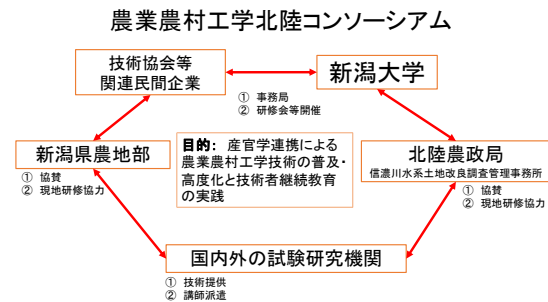 農業農村工学北陸コンソーシアム
技術協会等
関連民間企業
新潟大学
① 事務局
② 研修会等開催
新潟県農地部
① 協賛
② 現地研修協力
目的: 産官学連携による
農業農村工学技術の普及・
高度化と技術者継続教育
の実践
北陸農政局
信濃川水系土地改良調査管理事務所
① 協賛
② 現地研修協力
国内外の試験研究機関
① 技術提供
② 講師派遣